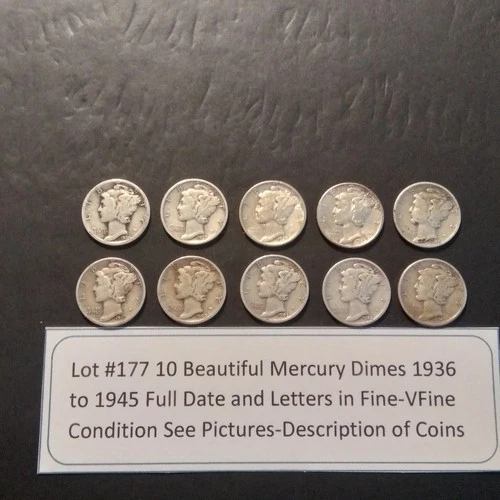 Lot #177 10 Beautiful Mercury Dimes 1936
to 1945 Full Date and Letters in Fine-VFine
Condition See Pictures-Description of Coins